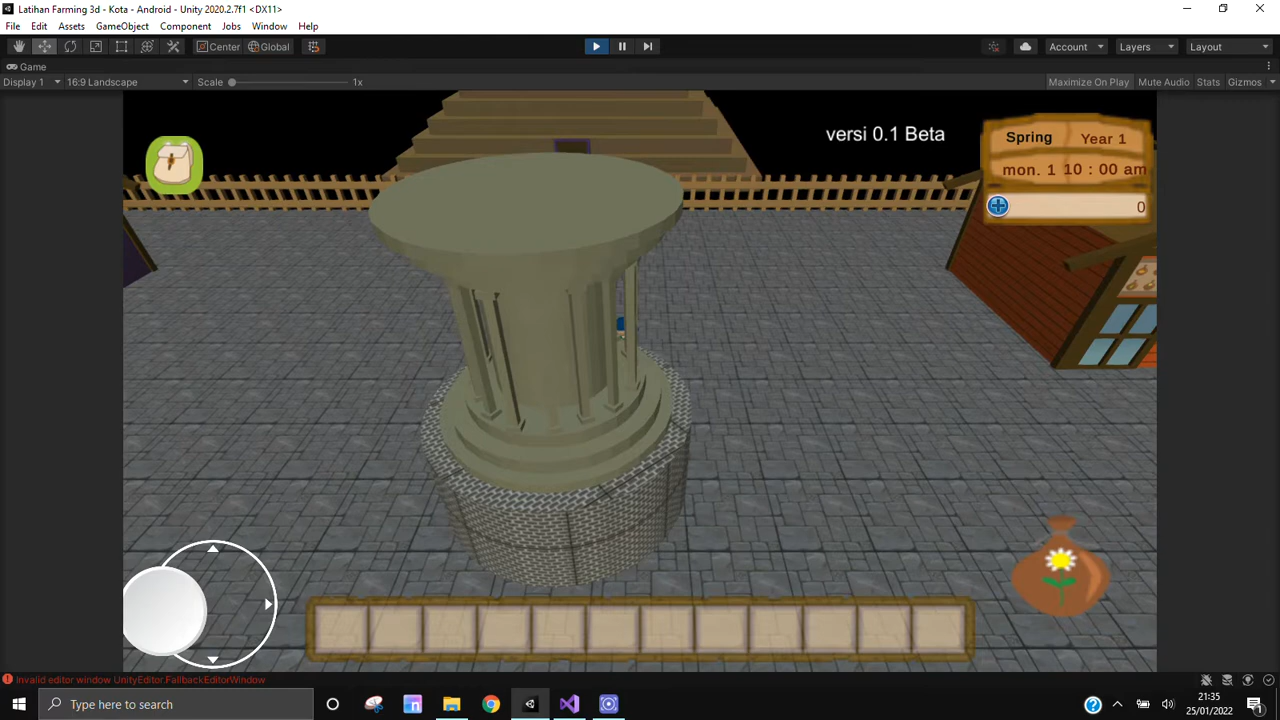 Latihan Farming 3d - Kota - Android - Unity 2020.2.7f1 <DX11>
File Edit Assets GameObject Component Jobs Window Help
Center Global Account Layers Layout
Game
Display 1 16:9 Landscape Scale 1x Maximize On Play Mute Audio Stats Gizmos
versi 0.1 Beta
Spring Year 1
mon. 1 10 : 00 am
0
Invalid editor window UnityEditor.FallbackEditorWindow
Type here to search
21:35
25/01/2022